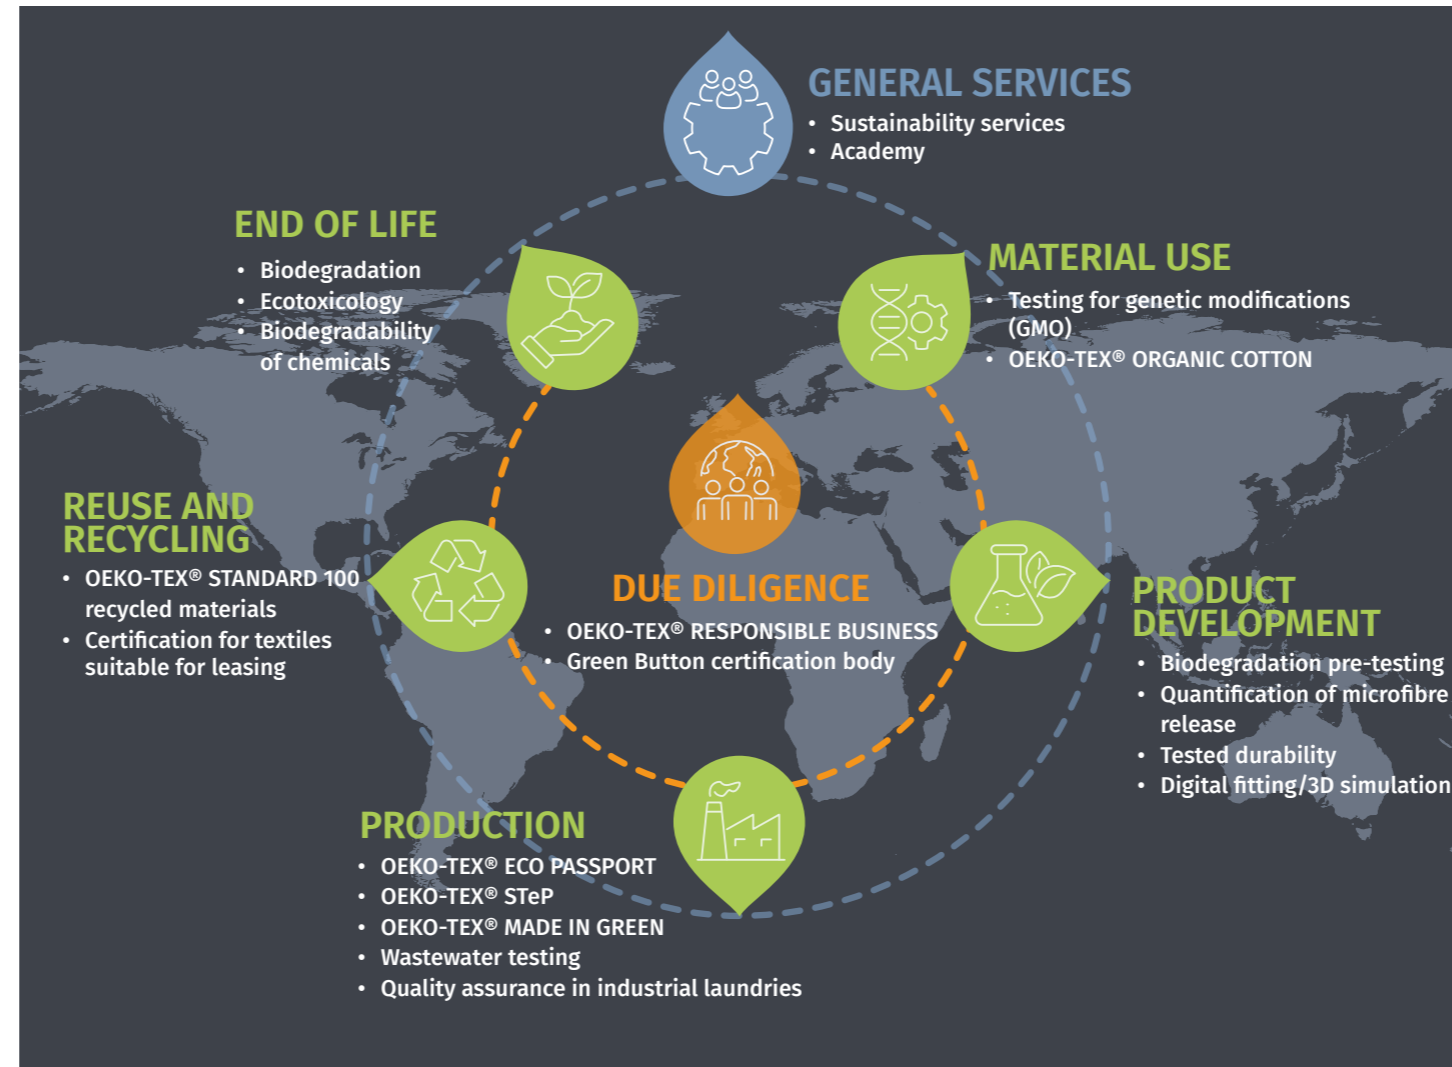 GENERAL SERVICES
• Sustainability services
• Academy
END OF LIFE
• Biodegradation
• Ecotoxicology
• Biodegradability
of chemicals
MATERIAL USE
• Testing for genetic modifications
(GMO)
• OEKO-TEX® ORGANIC COTTON
REUSE AND
RECYCLING
• OEKO-TEX® STANDARD 100
recycled materials
• Certification for textiles
suitable for leasing
DUE DILIGENCE
• OEKO-TEX® RESPONSIBLE BUSINESS
• Green Button certification body
PRODUCT
DEVELOPMENT
• Biodegradation pre-testing
• Quantification of microfibre
release
• Tested durability
• Digital fitting/3D simulation
PRODUCTION
• OEKO-TEX® ECO PASSPORT
• OEKO-TEX® STeP
• OEKO-TEX® MADE IN GREEN
• Wastewater testing
• Quality assurance in industrial laundries